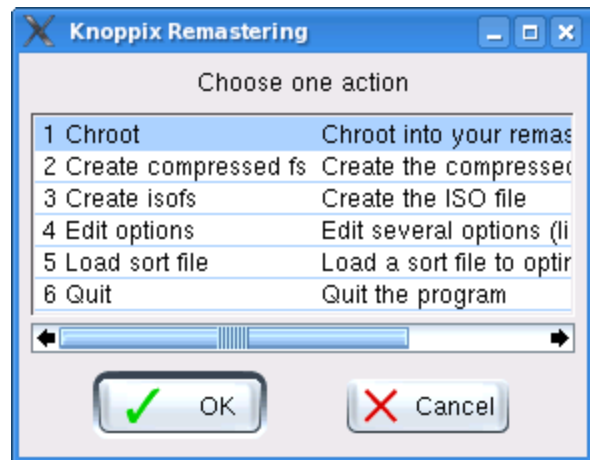 Knoppix Remastering
Choose one action
1 Chroot Chroot into your remas
2 Create compressed fs Create the compressed
3 Create isofs Create the ISO file
4 Edit options Edit several options (li
5 Load sort file Load a sort file to optin
6 Quit Quit the program
OK Cancel